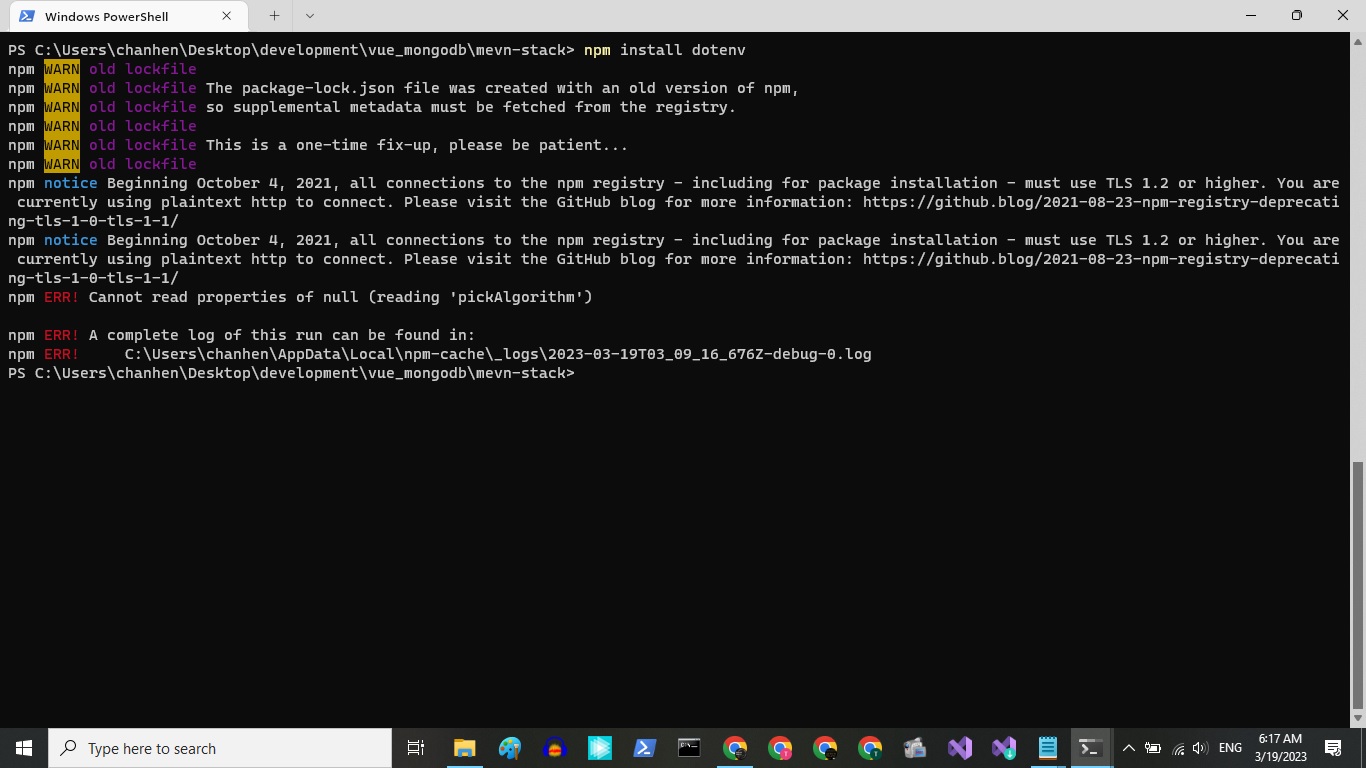 Windows PowerShell
PS C:\Users\chanhen\Desktop\development\vue_mongodb\mevn-stack> npm install dotenv
npm WARN old lockfile
npm WARN old lockfile The package-lock.json file was created with an old version of npm,
npm WARN old lockfile so supplemental metadata must be fetched from the registry.
npm WARN old lockfile
npm WARN old lockfile This is a one-time fix-up, please be patient...
npm WARN old lockfile
npm notice Beginning October 4, 2021, all connections to the npm registry - including for package installation - must use TLS 1.2 or higher. You are
currently using plaintext http to connect. Please visit the GitHub blog for more information: https://github.blog/2021-08-23-npm-registry-deprecati
ng-tls-1-0-tls-1-1/
npm notice Beginning October 4, 2021, all connections to the npm registry - including for package installation - must use TLS 1.2 or higher. You are
currently using plaintext http to connect. Please visit the GitHub blog for more information: https://github.blog/2021-08-23-npm-registry-deprecati
ng-tls-1-0-tls-1-1/
npm ERR! Cannot read properties of null (reading 'pickAlgorithm')
npm ERR! A complete log of this run can be found in:
npm ERR!     C:\Users\chanhen\AppData\Local\npm-cache\_logs\2023-03-19T03_09_16_676Z-debug-0.log
PS C:\Users\chanhen\Desktop\development\vue_mongodb\mevn-stack>
Type here to search
ENG
6:17 AM
3/19/2023